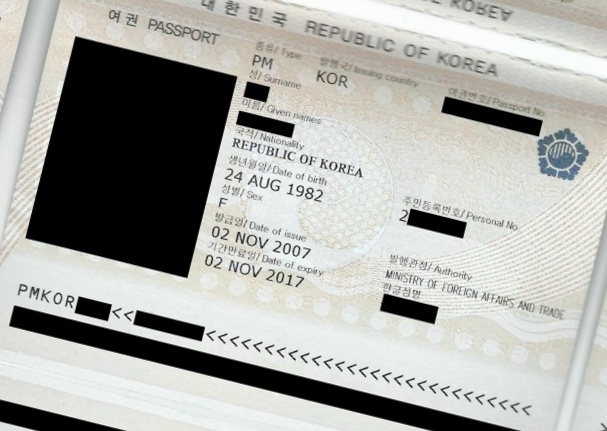 대한민국 REPUBLIC OF KOREA
여권 PASSPORT
종류/ Type 발행국/ Issuing country 여권번호/ Passport No
PM KOR
성/ Surname
이름/ Given names
국적/ Nationality
REPUBLIC OF KOREA
생년월일/ Date of birth
24 AUG 1982
성별/ Sex 주민등록번호/ Personal No
F 2
발급일/ Date of issue
02 NOV 2007
기간만료일/ Date of expiry
02 NOV 2017
발행관청/ Authority
MINISTRY OF FOREIGN AFFAIRS AND TRADE
한글성명
PMKOR <<  <<<<<<<<<<<<<<<<<<<<<<<<<<<<<<